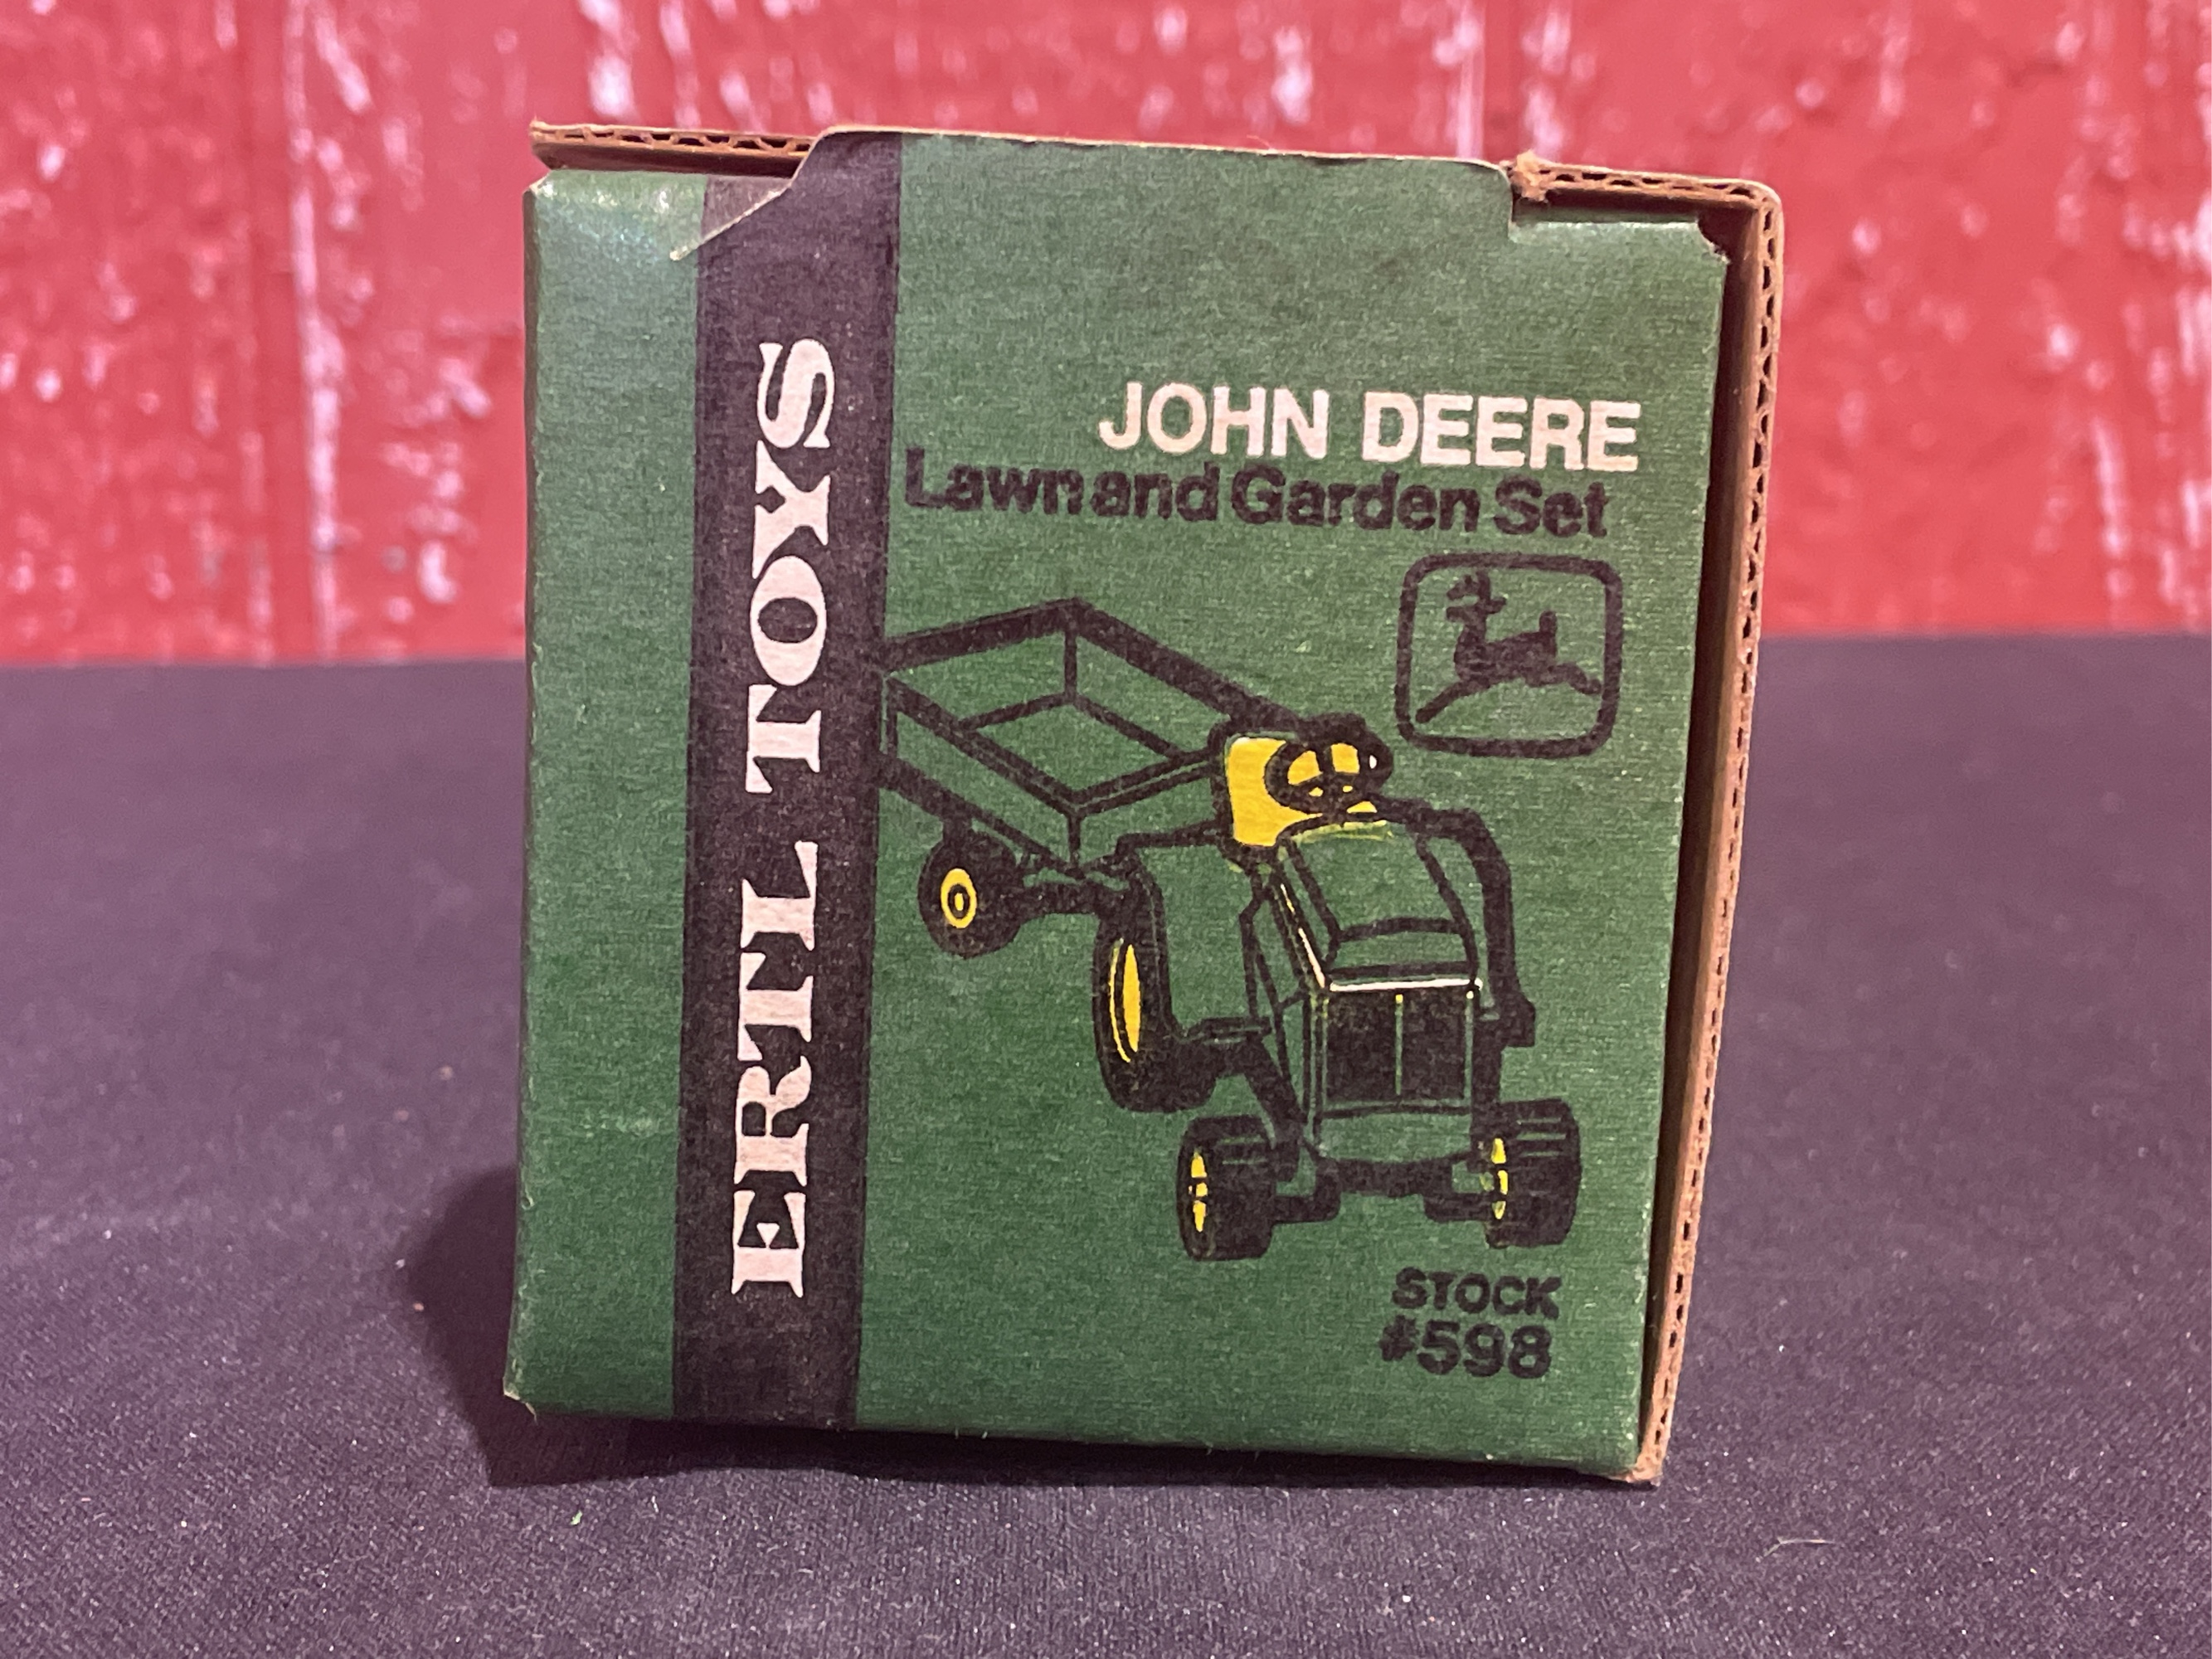 ERTL TOYS
JOHN DEERE
Lawn and Garden Set
STOCK
#598